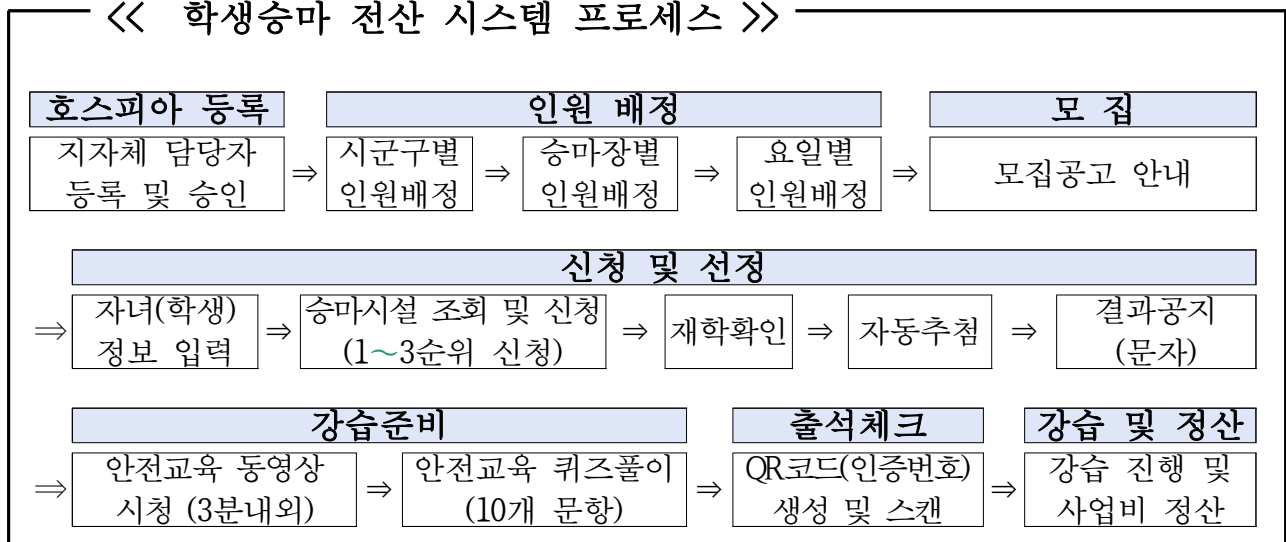 << 학생승마 전산 시스템 프로세스 >>
호스피아 등록 인원 배정 모 집
지자체 담당자 등록 및 승인 ⇒ 시군구별 인원배정 ⇒ 승마장별 인원배정 ⇒ 요일별 인원배정 ⇒ 모집공고 안내
신청 및 선정
⇒ 자녀(학생) 정보 입력 ⇒ 승마시설 조회 및 신청 (1~3순위 신청) ⇒ 재학확인 ⇒ 자동추첨 ⇒ 결과공지 (문자)
강습준비 출석체크 강습 및 정산
⇒ 안전교육 동영상 시청 (3분내외) ⇒ 안전교육 퀴즈풀이 (10개 문항) ⇒ QR코드(인증번호) 생성 및 스캔 ⇒ 강습 진행 및 사업비 정산